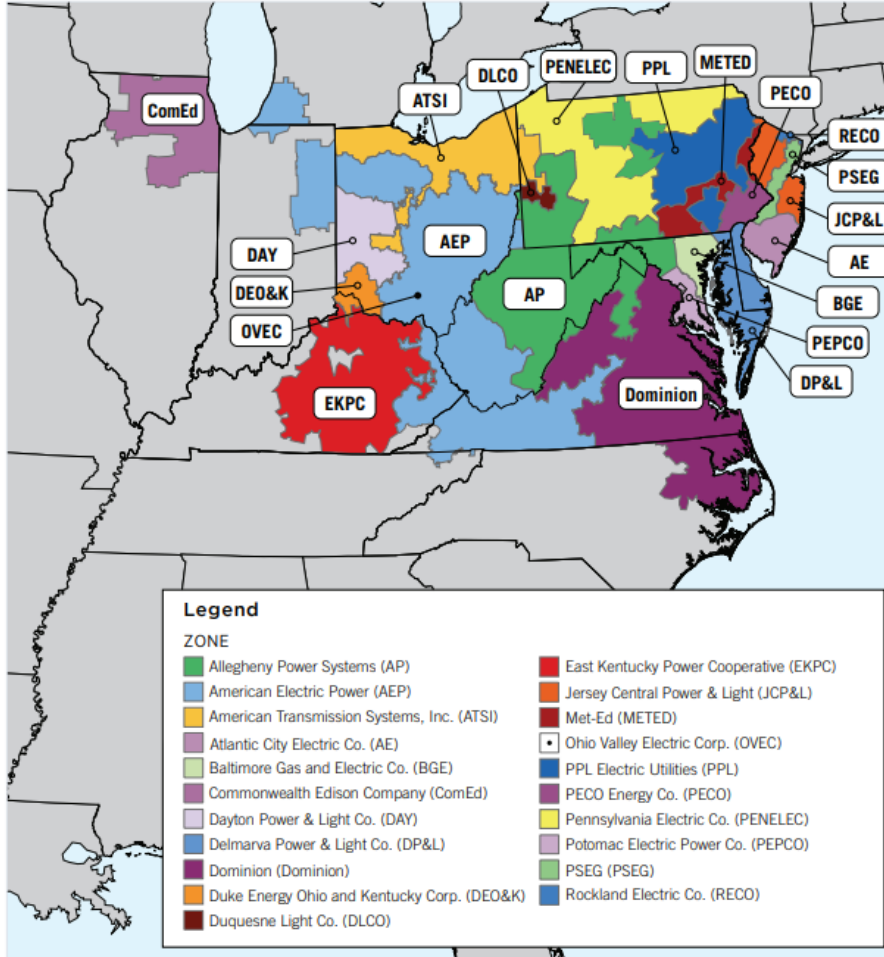 ComEd
ATSI
DLCO
PENELEC
PPL
METED
PECO
RECO
PSEG
JCP&L
AE
BGE
PEPCO
DP&L
DAY
DEO&K
OVEC
AEP
AP
EKPC
Dominion
Legend
ZONE
Allegheny Power Systems (AP)
American Electric Power (AEP)
American Transmission Systems, Inc. (ATSI)
Atlantic City Electric Co. (AE)
Baltimore Gas and Electric Co. (BGE)
Commonwealth Edison Company (ComEd)
Dayton Power & Light Co. (DAY)
Delmarva Power & Light Co. (DP&L)
Dominion (Dominion)
Duke Energy Ohio and Kentucky Corp. (DEO&K)
Duquesne Light Co. (DLCO)
East Kentucky Power Cooperative (EKPC)
Jersey Central Power & Light (JCP&L)
Met-Ed (METED)
Ohio Valley Electric Corp. (OVEC)
PPL Electric Utilities (PPL)
PECO Energy Co. (PECO)
Pennsylvania Electric Co. (PENELEC)
Potomac Electric Power Co. (PEPCO)
PSEG (PSEG)
Rockland Electric Co. (RECO)